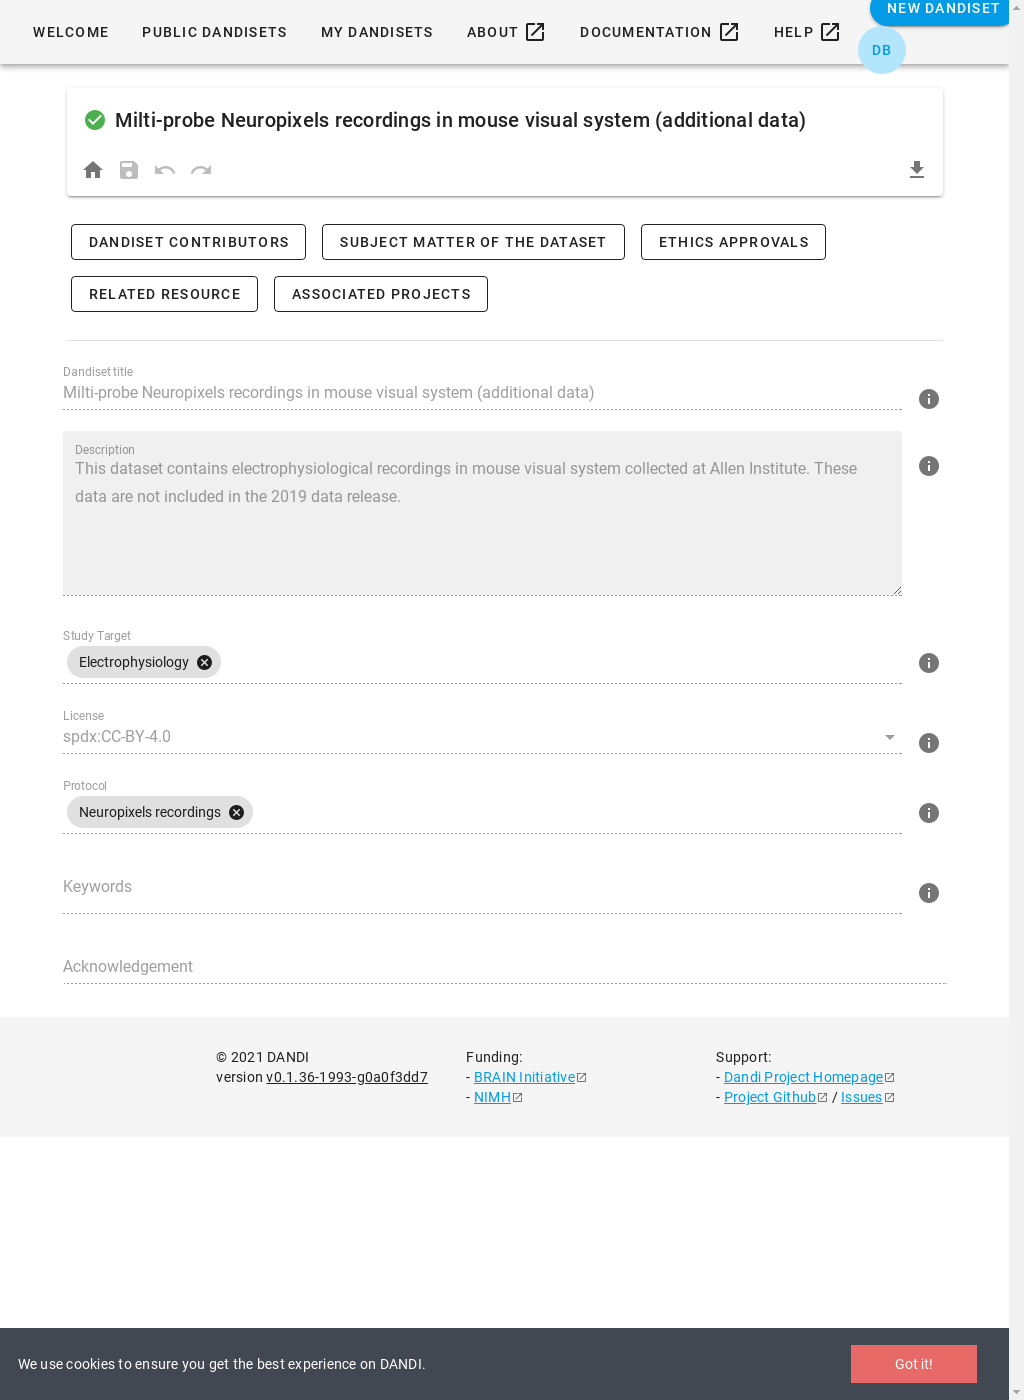 NEW DANDISET
WELCOME PUBLIC DANDISETS MY DANDISETS ABOUT DOCUMENTATION HELP
DB
Milti-probe Neuropixels recordings in mouse visual system (additional data)
DANDISET CONTRIBUTORS SUBJECT MATTER OF THE DATASET ETHICS APPROVALS
RELATED RESOURCE ASSOCIATED PROJECTS
Dandiset title
Milti-probe Neuropixels recordings in mouse visual system (additional data)
Description
This dataset contains electrophysiological recordings in mouse visual system collected at Allen Institute. These
data are not included in the 2019 data release.
Study Target
Electrophysiology
License
spdx:CC-BY-4.0
Protocol
Neuropixels recordings
Keywords
Acknowledgement
© 2021 DANDI
version v0.1.36-1993-g0a0f3dd7
Funding:
- BRAIN Initiative
- NIMH
Support:
- Dandi Project Homepage
- Project Github / Issues
We use cookies to ensure you get the best experience on DANDI.
Got it!